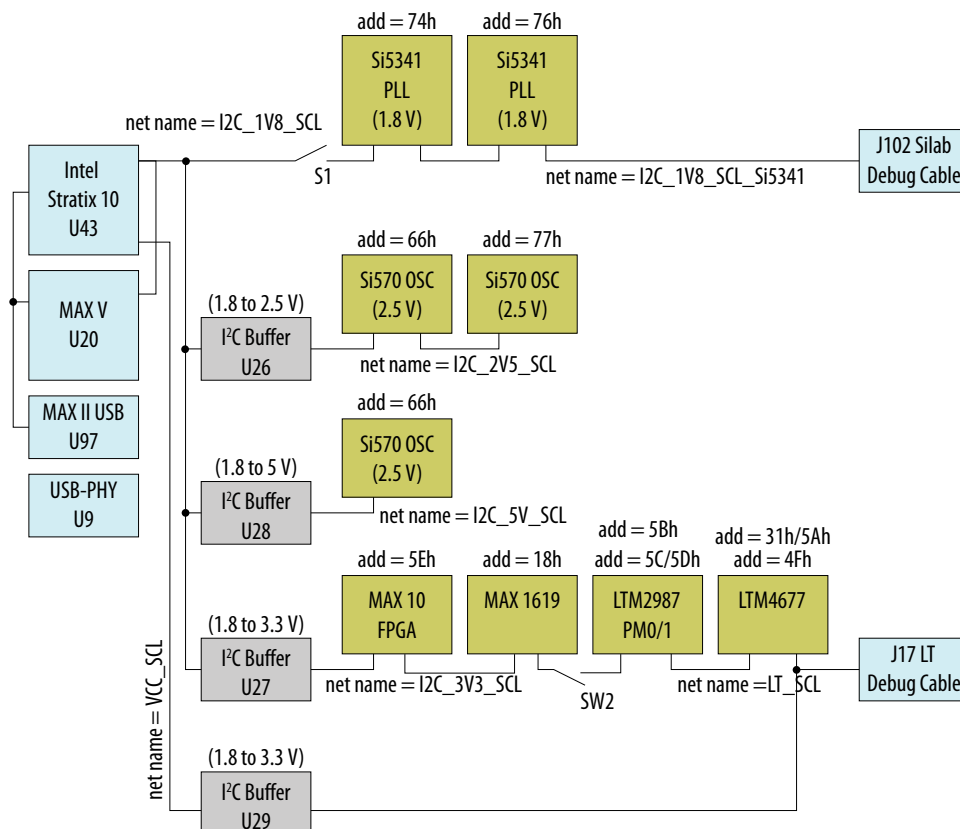 add = 74h
add = 76h
Si5341
PLL
(1.8 V)
Si5341
PLL
(1.8 V)
net name = I2C_1V8_SCL
S1
net name = I2C_1V8_SCL_Si5341
J102 Silab
Debug Cable
Intel
Stratix 10
U43
MAX V
U20
MAX II USB
U97
USB-PHY
U9
add = 66h
add = 77h
Si570 OSC
(2.5 V)
Si570 OSC
(2.5 V)
(1.8 to 2.5 V)
I²C Buffer
U26
net name = I2C_2V5_SCL
add = 66h
Si570 OSC
(2.5 V)
(1.8 to 5 V)
I²C Buffer
U28
net name = I2C_5V_SCL
add = 5Eh
add = 18h
add = 5Bh
add = 5C/5Dh
add = 31h/5Ah
add = 4Fh
MAX 10
FPGA
MAX 1619
LTM2987
PM0/1
LTM4677
(1.8 to 3.3 V)
I²C Buffer
U27
net name = I2C_3V3_SCL
SW2
net name =LT_SCL
J17 LT
Debug Cable
net name = VCC_SCL
(1.8 to 3.3 V)
I²C Buffer
U29